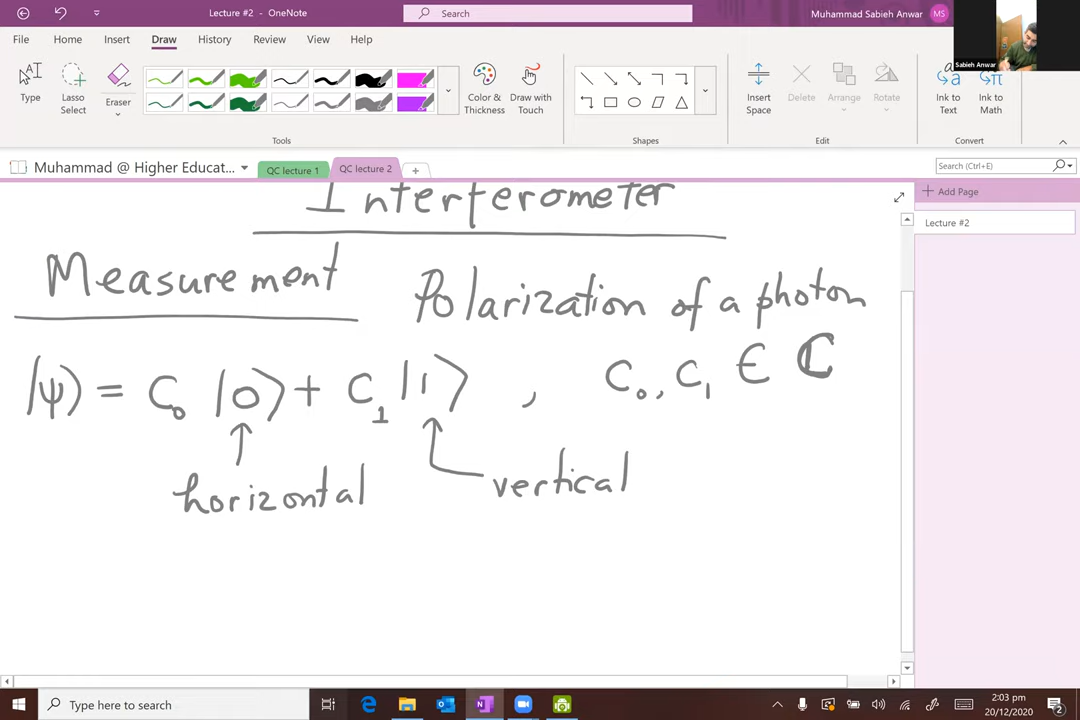 Lecture #2 - OneNote
Search
Muhammad Sabieh Anwar
MS
Sabieh Anwar
File Home Insert Draw History Review View Help
Type
Lasso Select
Eraser
Color & Thickness
Draw with Touch
Insert Space
Delete
Arrange
Rotate
Ink to Text
Ink to Math
Tools
Shapes
Edit
Convert
Muhammad @ Higher Educat...
QC lecture 1
QC lecture 2
Search (Ctrl+E)
Add Page
Lecture #2
Interferometer
Measurement
Polarization of a photon
|ψ⟩ = C₀ |0⟩ + C₁ |1⟩ , C₀, C₁ ∈ ℂ
horizontal
vertical
Type here to search
2:03 pm
20/12/2020
2